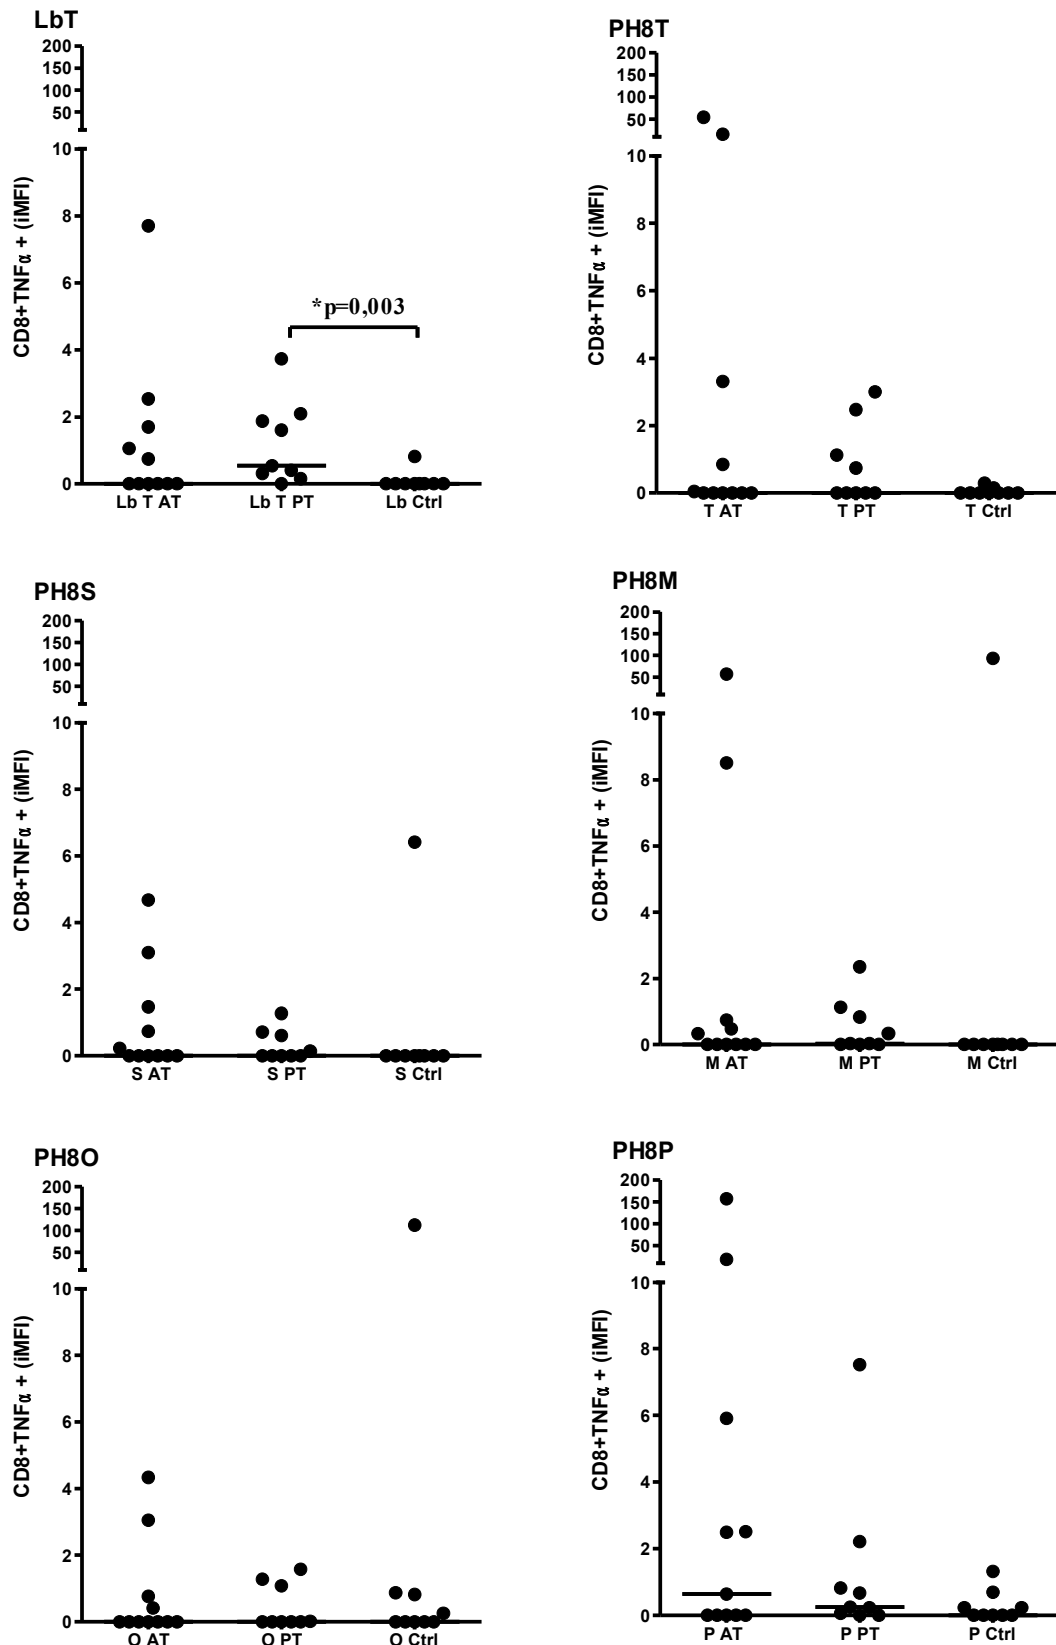 LbT
200
150
100
50
10
8
6
4
2
0
CD8+TNFα + (iMFI)
*p=0,003
Lb T AT
Lb T PT
Lb Ctrl
PH8T
200
150
100
50
10
8
6
4
2
0
CD8+TNFα + (iMFI)
T AT
T PT
T Ctrl
PH8S
200
150
100
50
10
8
6
4
2
0
CD8+TNFα + (iMFI)
S AT
S PT
S Ctrl
PH8M
200
150
100
50
10
8
6
4
2
0
CD8+TNFα + (iMFI)
M AT
M PT
M Ctrl
PH8O
200
150
100
50
10
8
6
4
2
0
CD8+TNFα + (iMFI)
O AT
O PT
O Ctrl
PH8P
200
150
100
50
10
8
6
4
2
0
CD8+TNFα + (iMFI)
P AT
P PT
P Ctrl